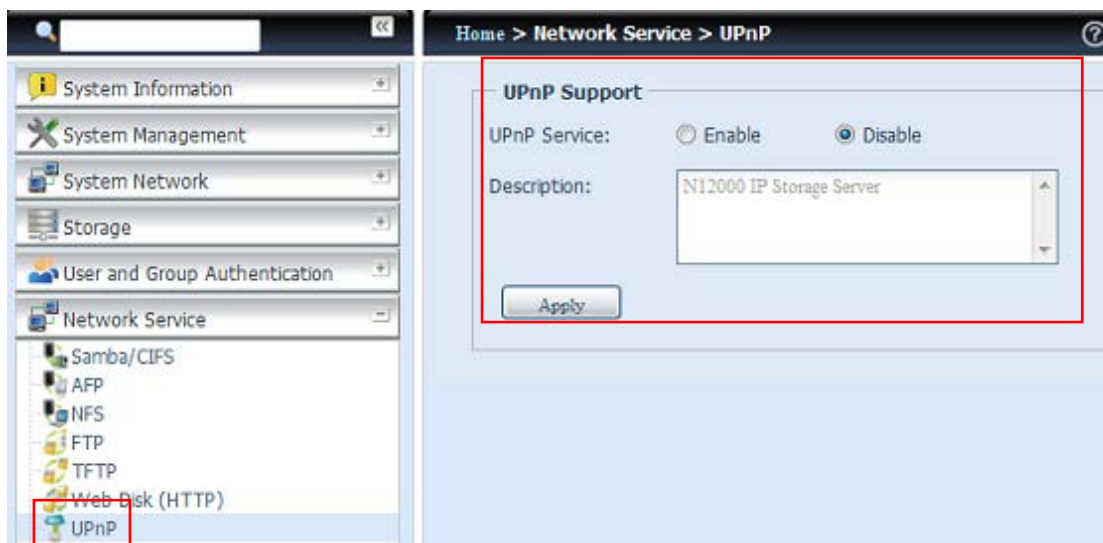 Home > Network Service > UPnP
System Information
System Management
System Network
Storage
User and Group Authentication
Network Service
Samba/CIFS
AFP
NFS
FTP
TFTP
Web Disk (HTTP)
UPnP
UPnP Support
UPnP Service: Enable Disable
Description: N12000 IP Storage Server
Apply